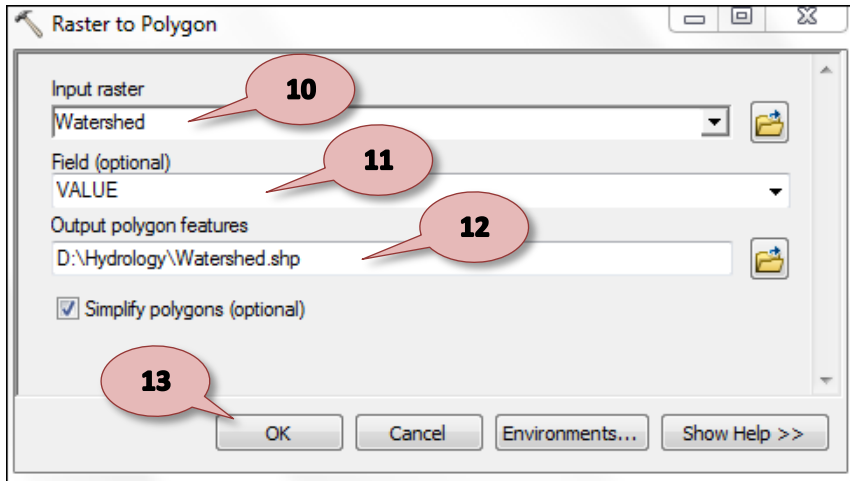 Raster to Polygon
Input raster
10
Watershed
Field (optional)
11
VALUE
Output polygon features
12
D:\Hydrology\Watershed.shp
Simplify polygons (optional)
13
OK
Cancel
Environments...
Show Help >>